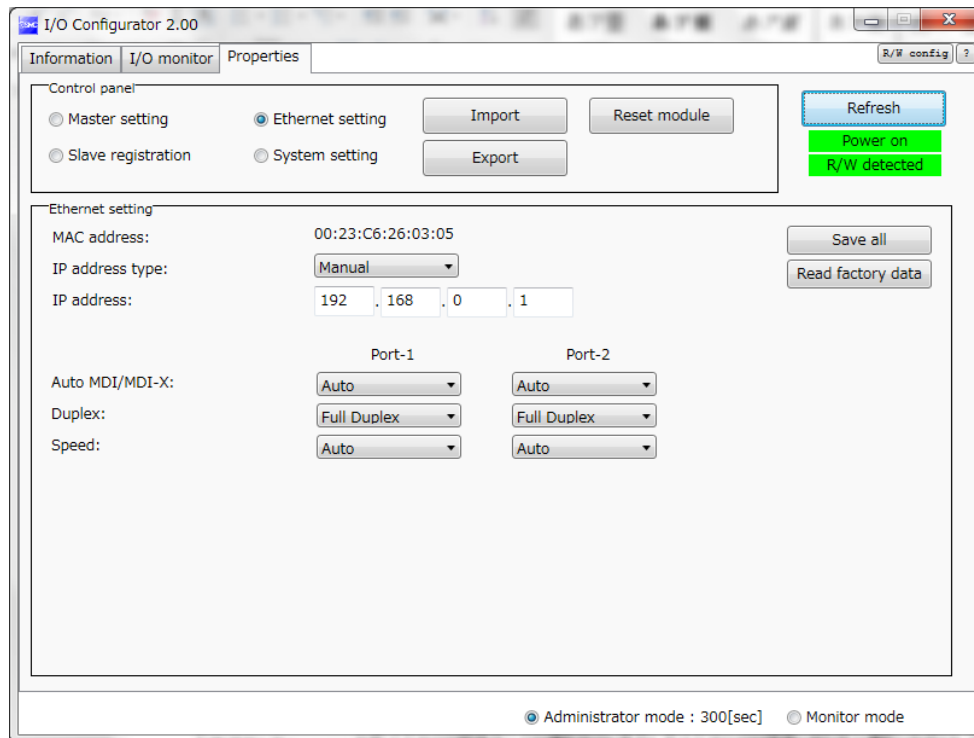 I/O Configurator 2.00
Information I/O monitor Properties R/W config ?
Control panel
Master setting Ethernet setting Import Reset module Refresh
Power on
Slave registration System setting Export R/W detected
Ethernet setting
MAC address: 00:23:C6:26:03:05 Save all
IP address type: Manual Read factory data
IP address: 192 . 168 . 0 . 1
Port-1 Port-2
Auto MDI/MDI-X: Auto Auto
Duplex: Full Duplex Full Duplex
Speed: Auto Auto
Administrator mode : 300[sec] Monitor mode